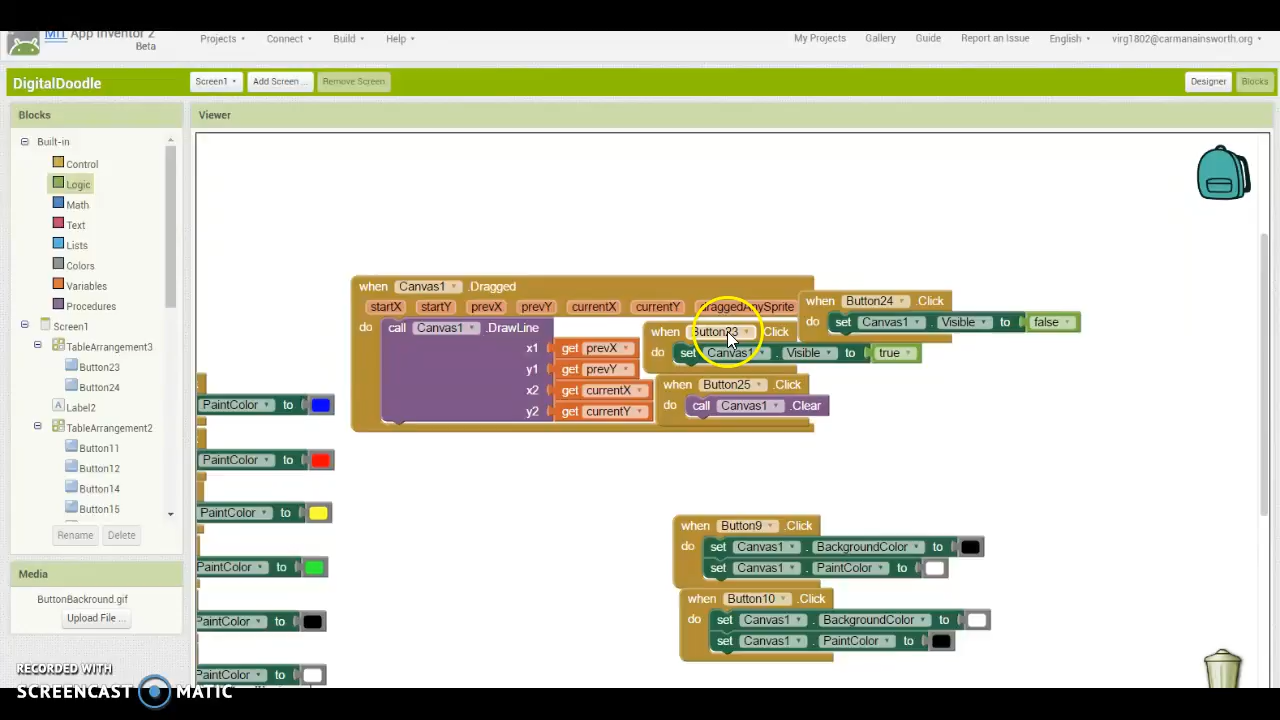 MIT App Inventor 2
Beta
Projects Connect Build Help My Projects Gallery Guide Report an Issue English virg1802@carmanainsworth.org
DigitalDoodle Screen1 Add Screen ... Remove Screen Designer Blocks
Blocks
Built-in
Control
Logic
Math
Text
Lists
Colors
Variables
Procedures
Screen1
TableArrangement3
Button23
Button24
Label2
TableArrangement2
Button11
Button12
Button14
Button15
Rename Delete
Media
ButtonBackround.gif
Upload File ...
Viewer
when Canvas1 .Dragged
startX startY prevX prevY currentX currentY draggedAnySprite
do call Canvas1 .DrawLine
x1 get prevX
y1 get prevY
x2 get currentX
y2 get currentY
when Button24 .Click
do set Canvas1 . Visible to false
when Button23 .Click
do set Canvas1 . Visible to true
when Button25 .Click
do call Canvas1 .Clear
PaintColor to
PaintColor to
PaintColor to
PaintColor to
PaintColor to
PaintColor to
when Button9 .Click
do set Canvas1 . BackgroundColor to
set Canvas1 . PaintColor to
when Button10 .Click
do set Canvas1 . BackgroundColor to
set Canvas1 . PaintColor to
RECORDED WITH
SCREENCAST MATIC